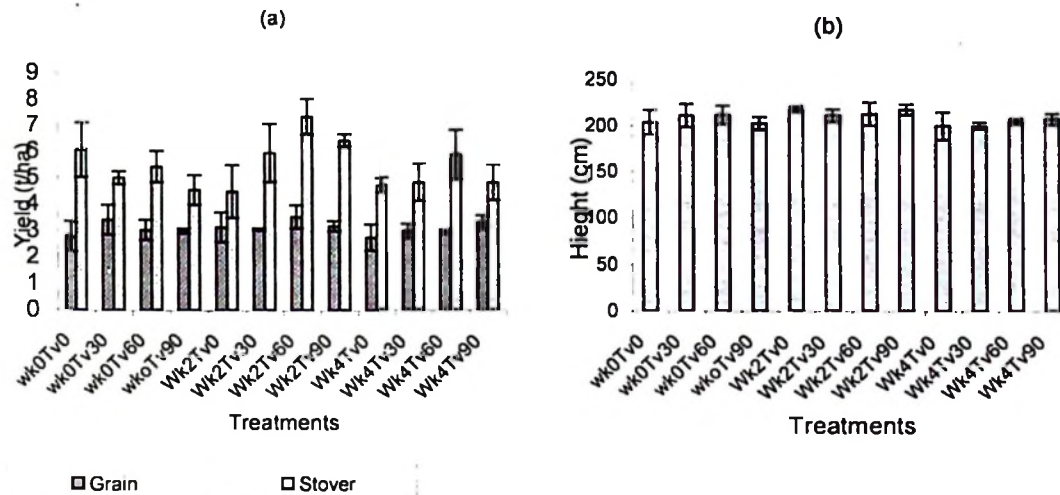 (a)
Yield (t/ha)
9
8
7
6
5
4
3
2
1
0
wk0Tv0
wk0Tv30
wk0Tv60
wkoTv90
Wk2Tv0
Wk2Tv30
Wk2Tv60
Wk2Tv90
Wk4Tv0
Wk4Tv30
Wk4Tv60
Wk4Tv90
Treatments
Grain
Stover
(b)
Hieght (cm)
250
200
150
100
50
0
wk0Tv0
wk0Tv30
wk0Tv60
wkoTv90
Wk2Tv0
Wk2Tv30
Wk2Tv60
Wk2Tv90
Wk4Tv0
Wk4Tv30
Wk4Tv60
Wk4Tv90
Treatments